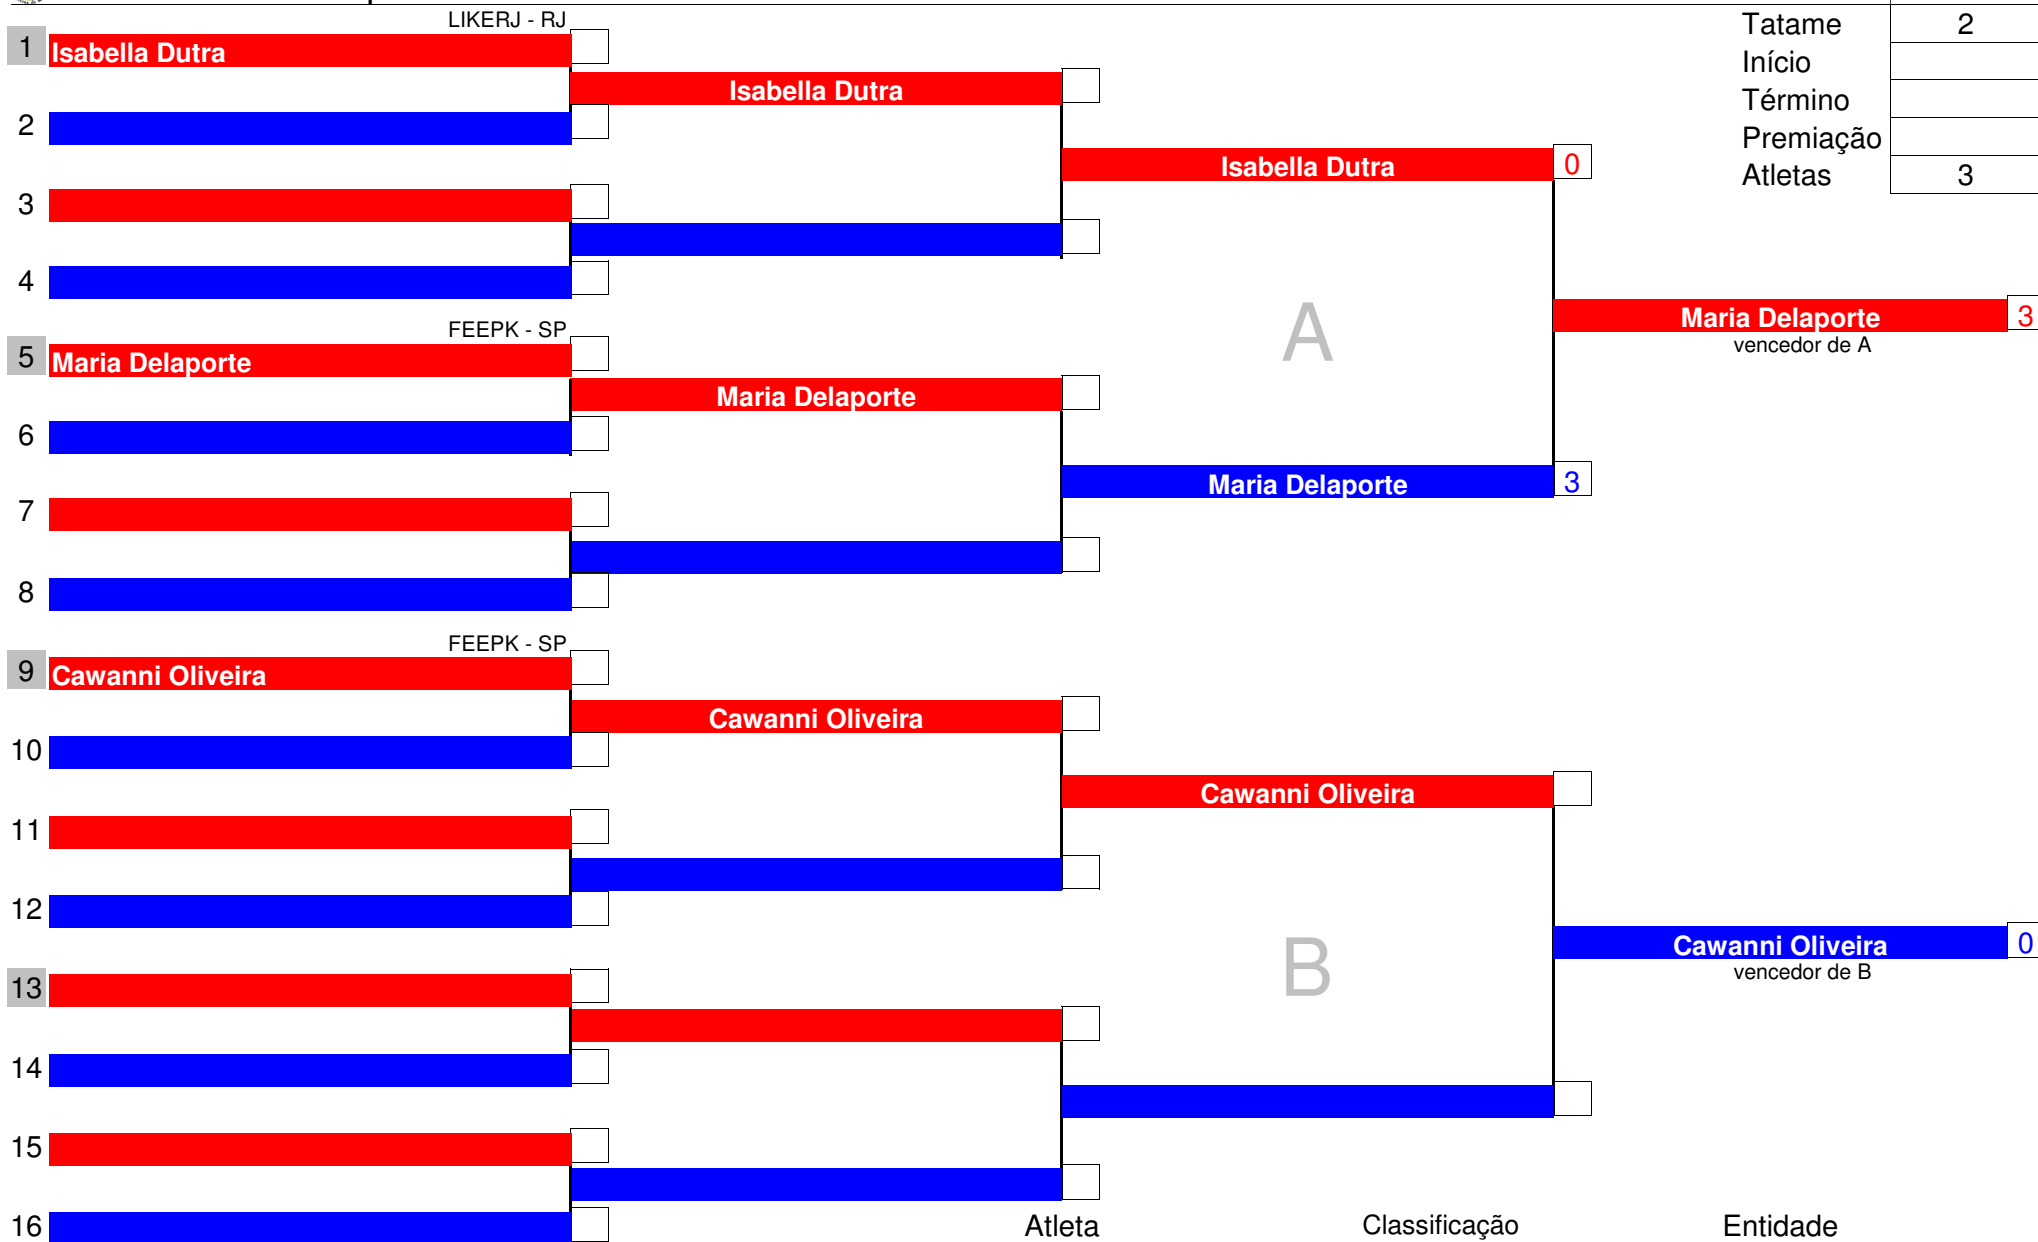 LIKERJ - RJ
Tatame 2
1 Isabella Dutra
Início
Isabella Dutra
Término
2
Premiação
Isabella Dutra 0
Atletas 3
3
4
A
Maria Delaporte 3
FEEPK - SP
vencedor de A
5 Maria Delaporte
Maria Delaporte
6
Maria Delaporte 3
7
8
FEEPK - SP
9 Cawanni Oliveira
Cawanni Oliveira
10
Cawanni Oliveira
11
12
B
Cawanni Oliveira 0
vencedor de B
13
14
15
16
Atleta Classificação Entidade